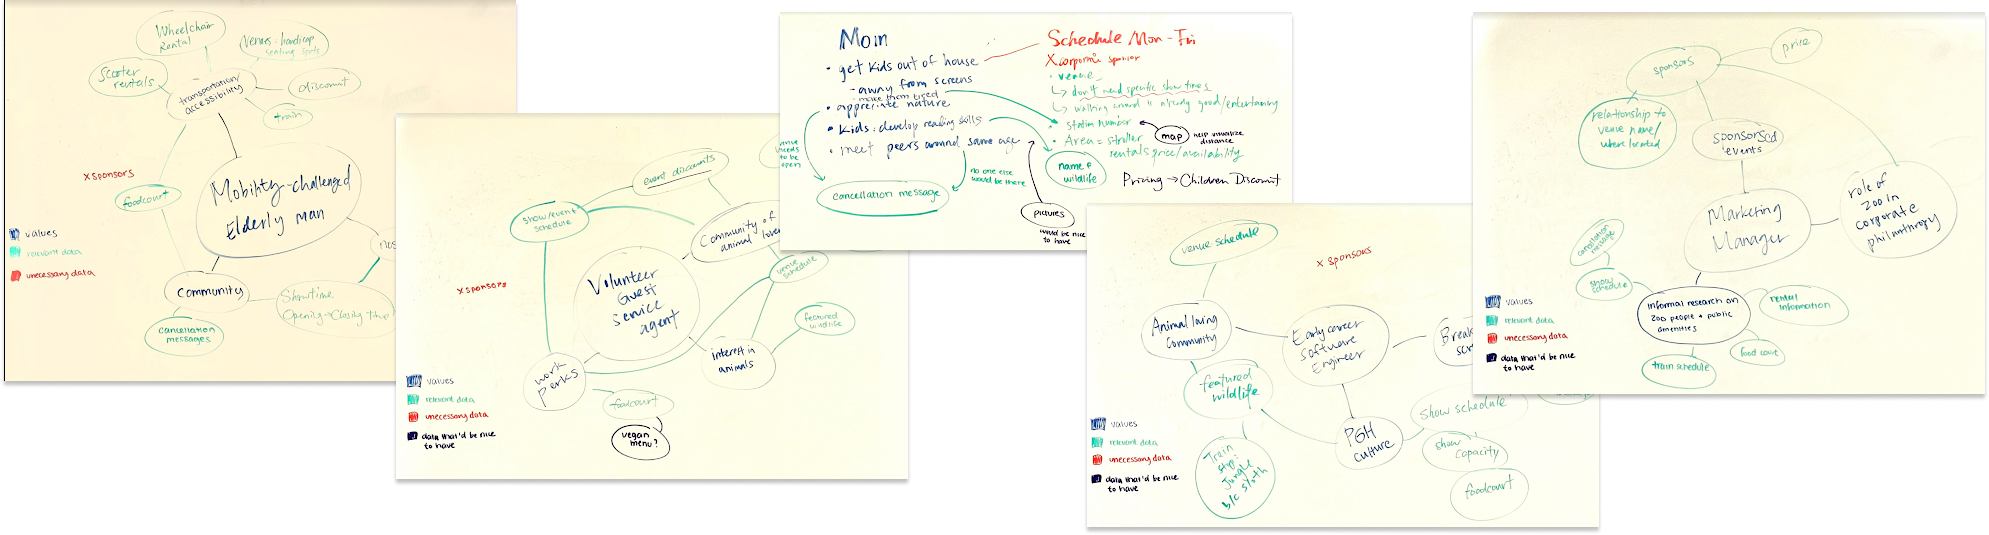 Wheelchair
Rental
Venues: handicap
seating spots
Scooter
rentals
transportation
accessibility
discount
train
x sponsors
foodcourt
Mobility-challenged
Elderly man
values
relevant data
unecessary data
Community
Showtime
Opening → Closing
cancellation
messages
event discounts
show/event
schedule
Community of
animal lover
x sponsors
Volunteer
Guest
Service
agent
venue
schedule
featured
wildlife
interest in
animals
work
perks
foodcourt
vegan
menu?
values
relevant data
unecessary data
data that'd be nice
to have
Mom
• get kids out of house
- away from screens
- make them tired
• appreciate nature
• Kids: develop reading skills
• meet peers around same age
venue
needs
to be
open
cancellation message
no one else
would be there
Schedule Mon-Fri
X corporate sponsor
• venue
↳ don't need specific show times
↳ walking around is already good/entertaining
• station number
map
help visualize
distance
• Area = stroller
rentals price/availability
name of
wildlife
Pricing → Children Discount
pictures
would be nice
to have
venue schedule
x sponsors
Animal loving
Community
Early career
Software
Engineer
featured
wildlife
PGH
culture
show schedule
show
capacity
foodcourt
Train
stop:
Jungle
b/c sloth
values
relevant data
unecessary data
data that'd be nice
to have
sponsors
price
relationship to
venue name/
where located
sponsored
events
role of
zoo in
corporate
philanthropy
Marketing
Manager
cancellation
message
show
schedule
informal research on
zoo people + public
amenities
rental
information
food court
train schedule
values
relevant data
unecessary data
data that'd be nice
to have